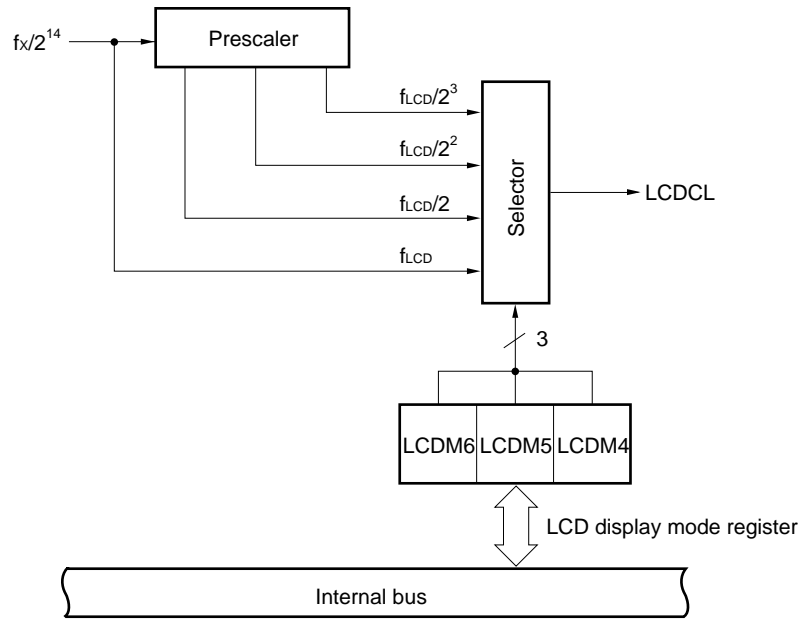 Prescaler
fX/2^14
fLCD/2^3
fLCD/2^2
fLCD/2
fLCD
Selector
LCDCL
3
LCDM6 LCDM5 LCDM4
LCD display mode register
Internal bus